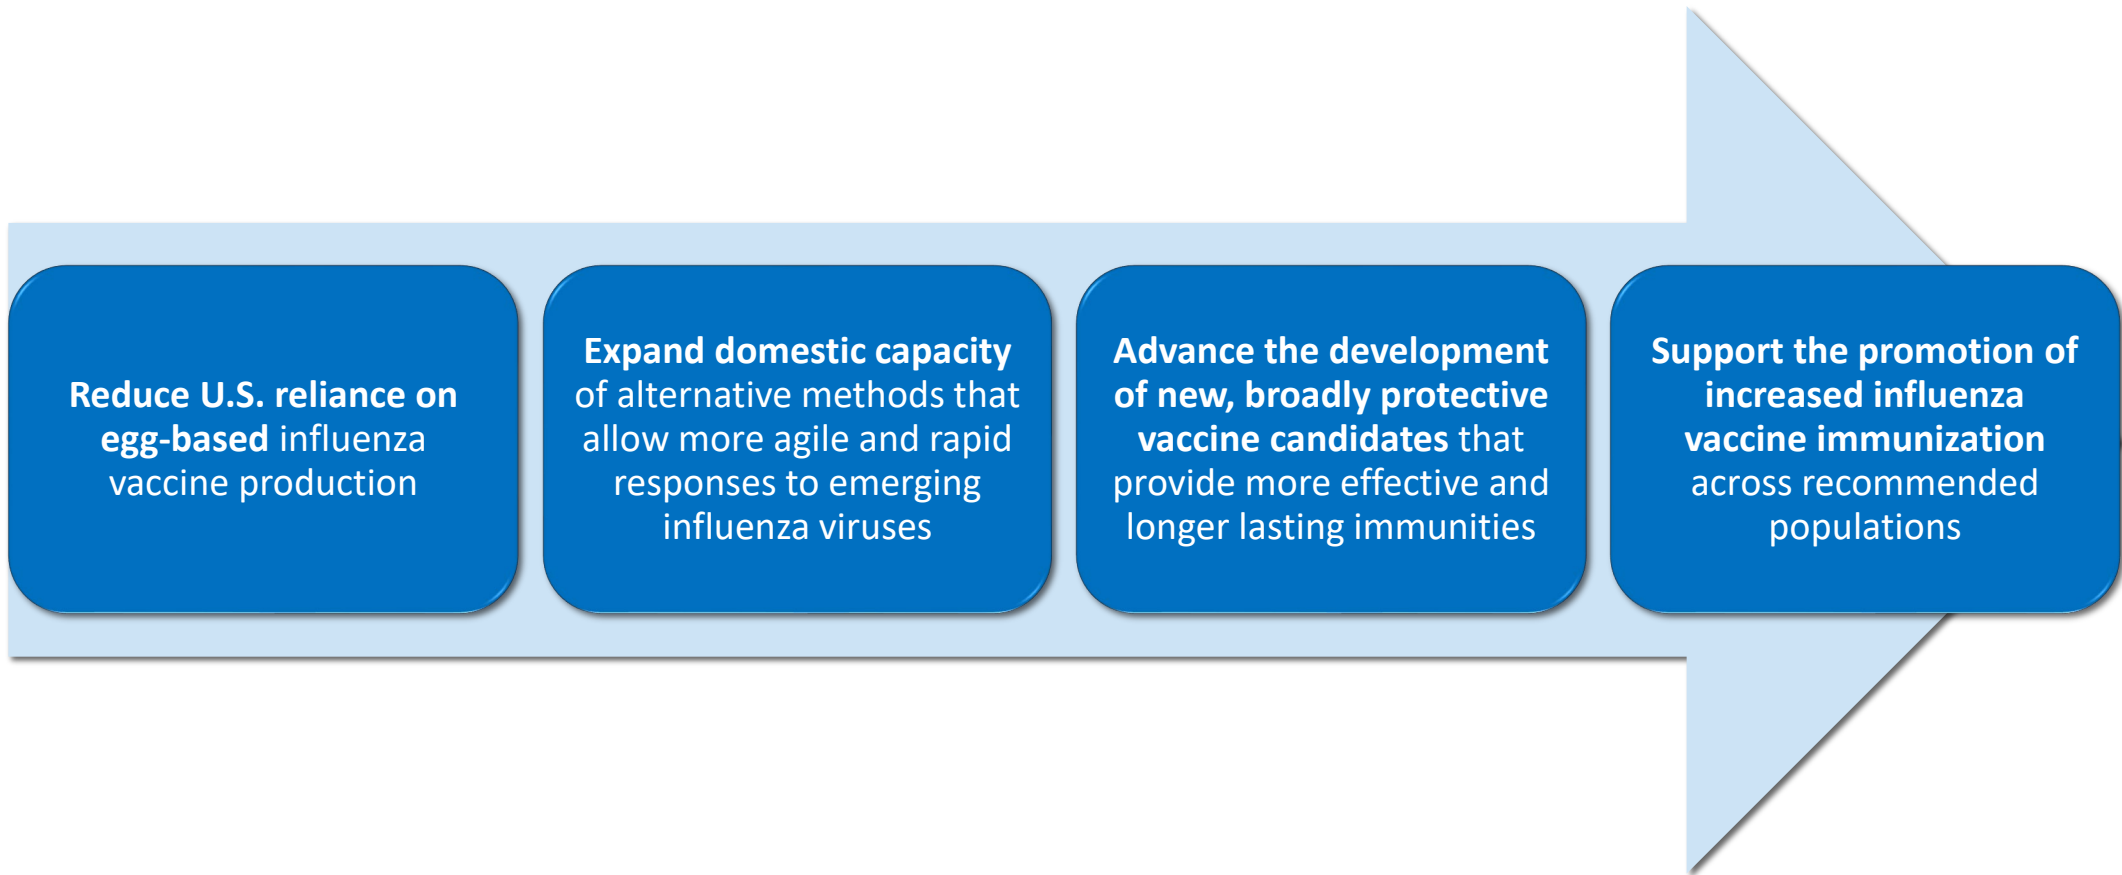 Reduce U.S. reliance on
egg-based influenza
vaccine production
Expand domestic capacity
of alternative methods that
allow more agile and rapid
responses to emerging
influenza viruses
Advance the development
of new, broadly protective
vaccine candidates that
provide more effective and
longer lasting immunities
Support the promotion of
increased influenza
vaccine immunization
across recommended
populations